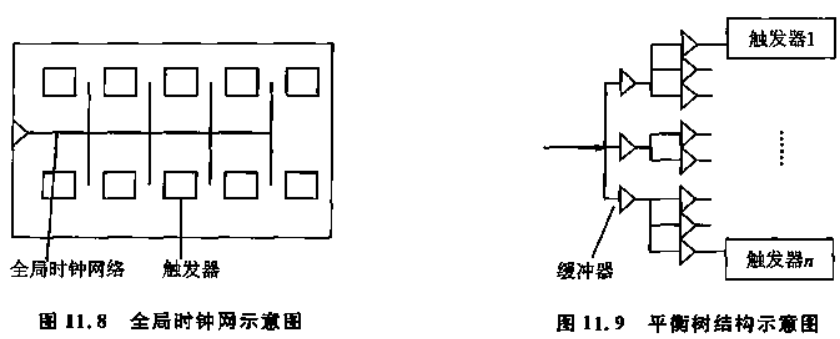 触发器1
触发器n
全局时钟网络
触发器
缓冲器
图 11.8 全局时钟网示意图
图 11.9 平衡树结构示意图